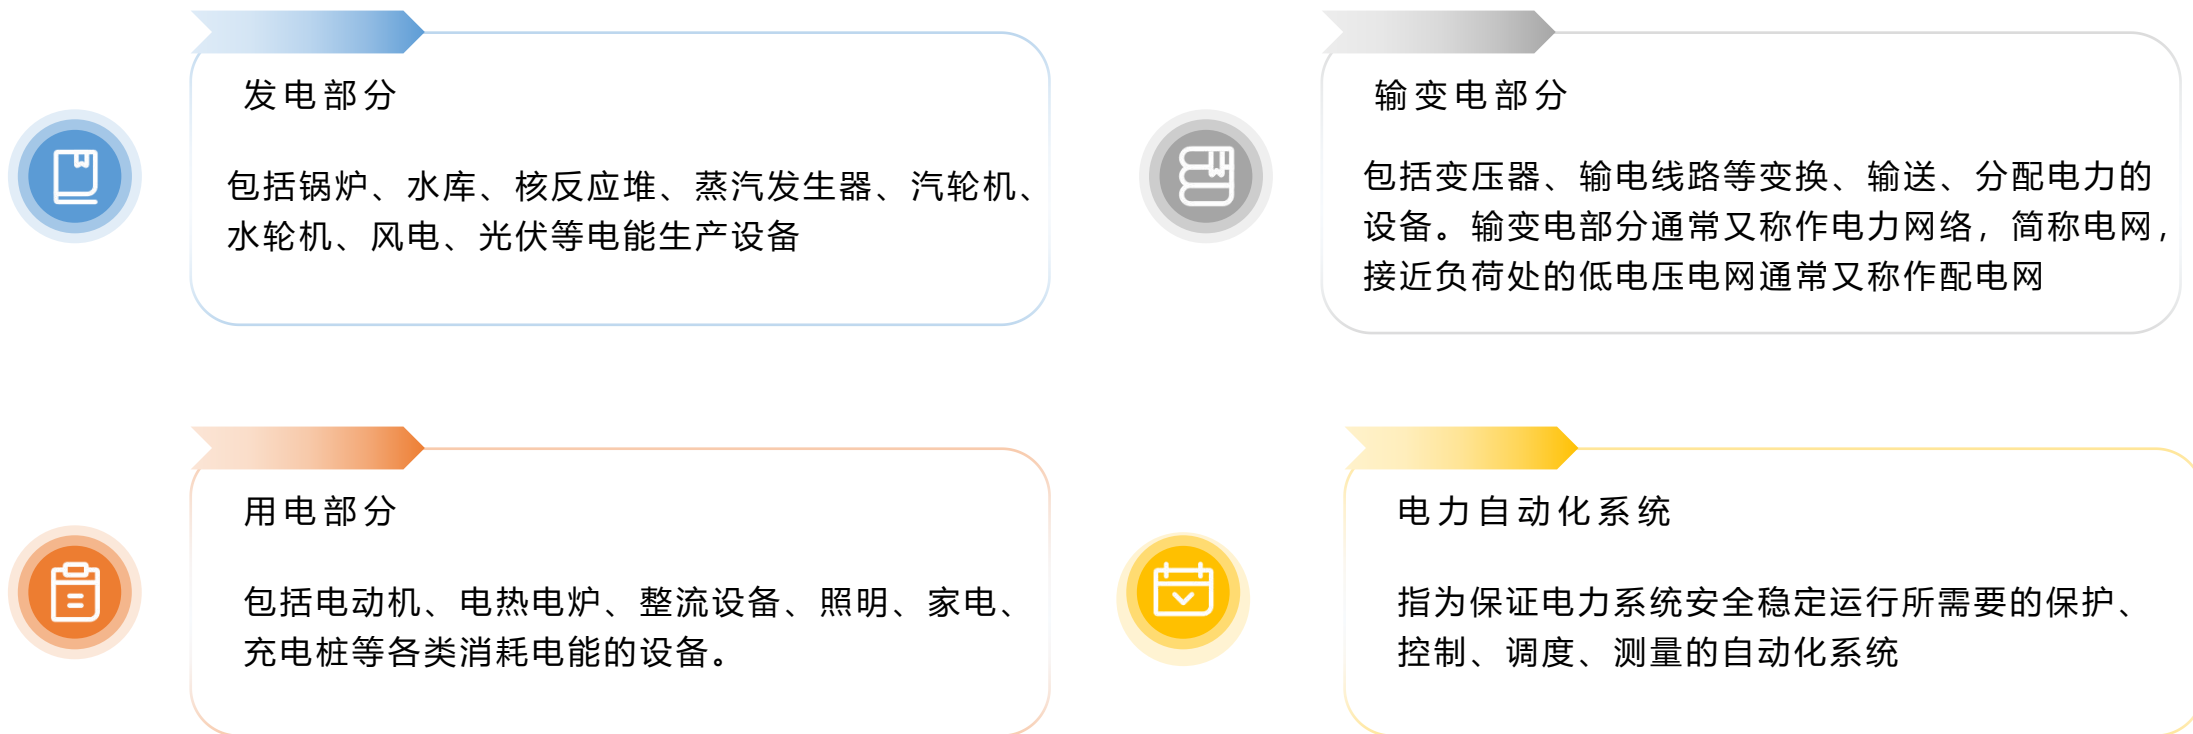 发电部分
包括锅炉、水库、核反应堆、蒸汽发生器、汽轮机、
水轮机、风电、光伏等电能生产设备
输变电部分
包括变压器、输电线路等变换、输送、分配电力的
设备。输变电部分通常又称作电力网络，简称电网，
接近负荷处的低电压电网通常又称作配电网
用电部分
包括电动机、电热电炉、整流设备、照明、家电、
充电桩等各类消耗电能的设备。
电力自动化系统
指为保证电力系统安全稳定运行所需要的保护、
控制、调度、测量的自动化系统